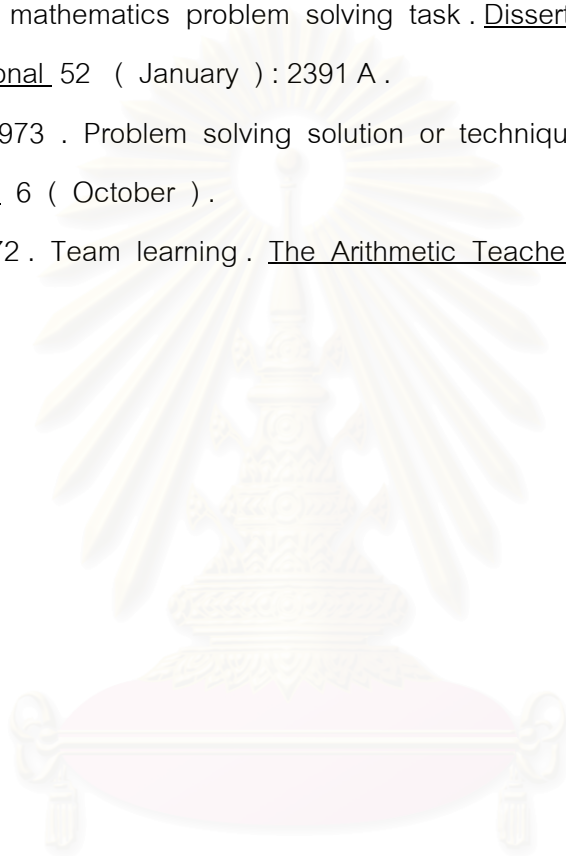 mathematics problem solving task . Dissert
onal 52 ( January ) : 2391 A .
973 . Problem solving solution or techniqu
6 ( October ) .
72 . Team learning . The Arithmetic Teache